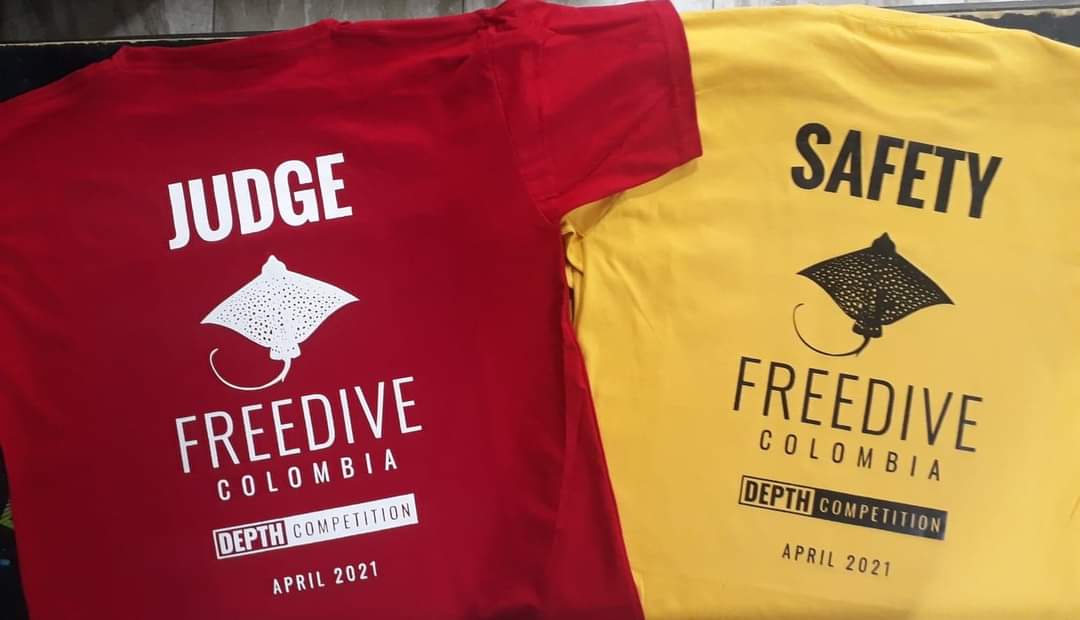 JUDGE
FREEDIVE
COLOMBIA
DEPTH COMPETITION
APRIL 2021
SAFETY
FREEDIVE
COLOMBIA
DEPTH COMPETITION
APRIL 2021